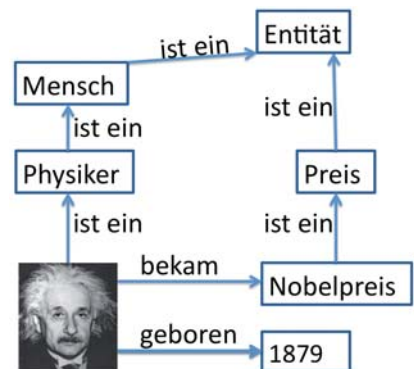 Entität
ist ein
Mensch
ist ein
ist ein
Physiker
Preis
ist ein
ist ein
bekam
Nobelpreis
geboren
1879